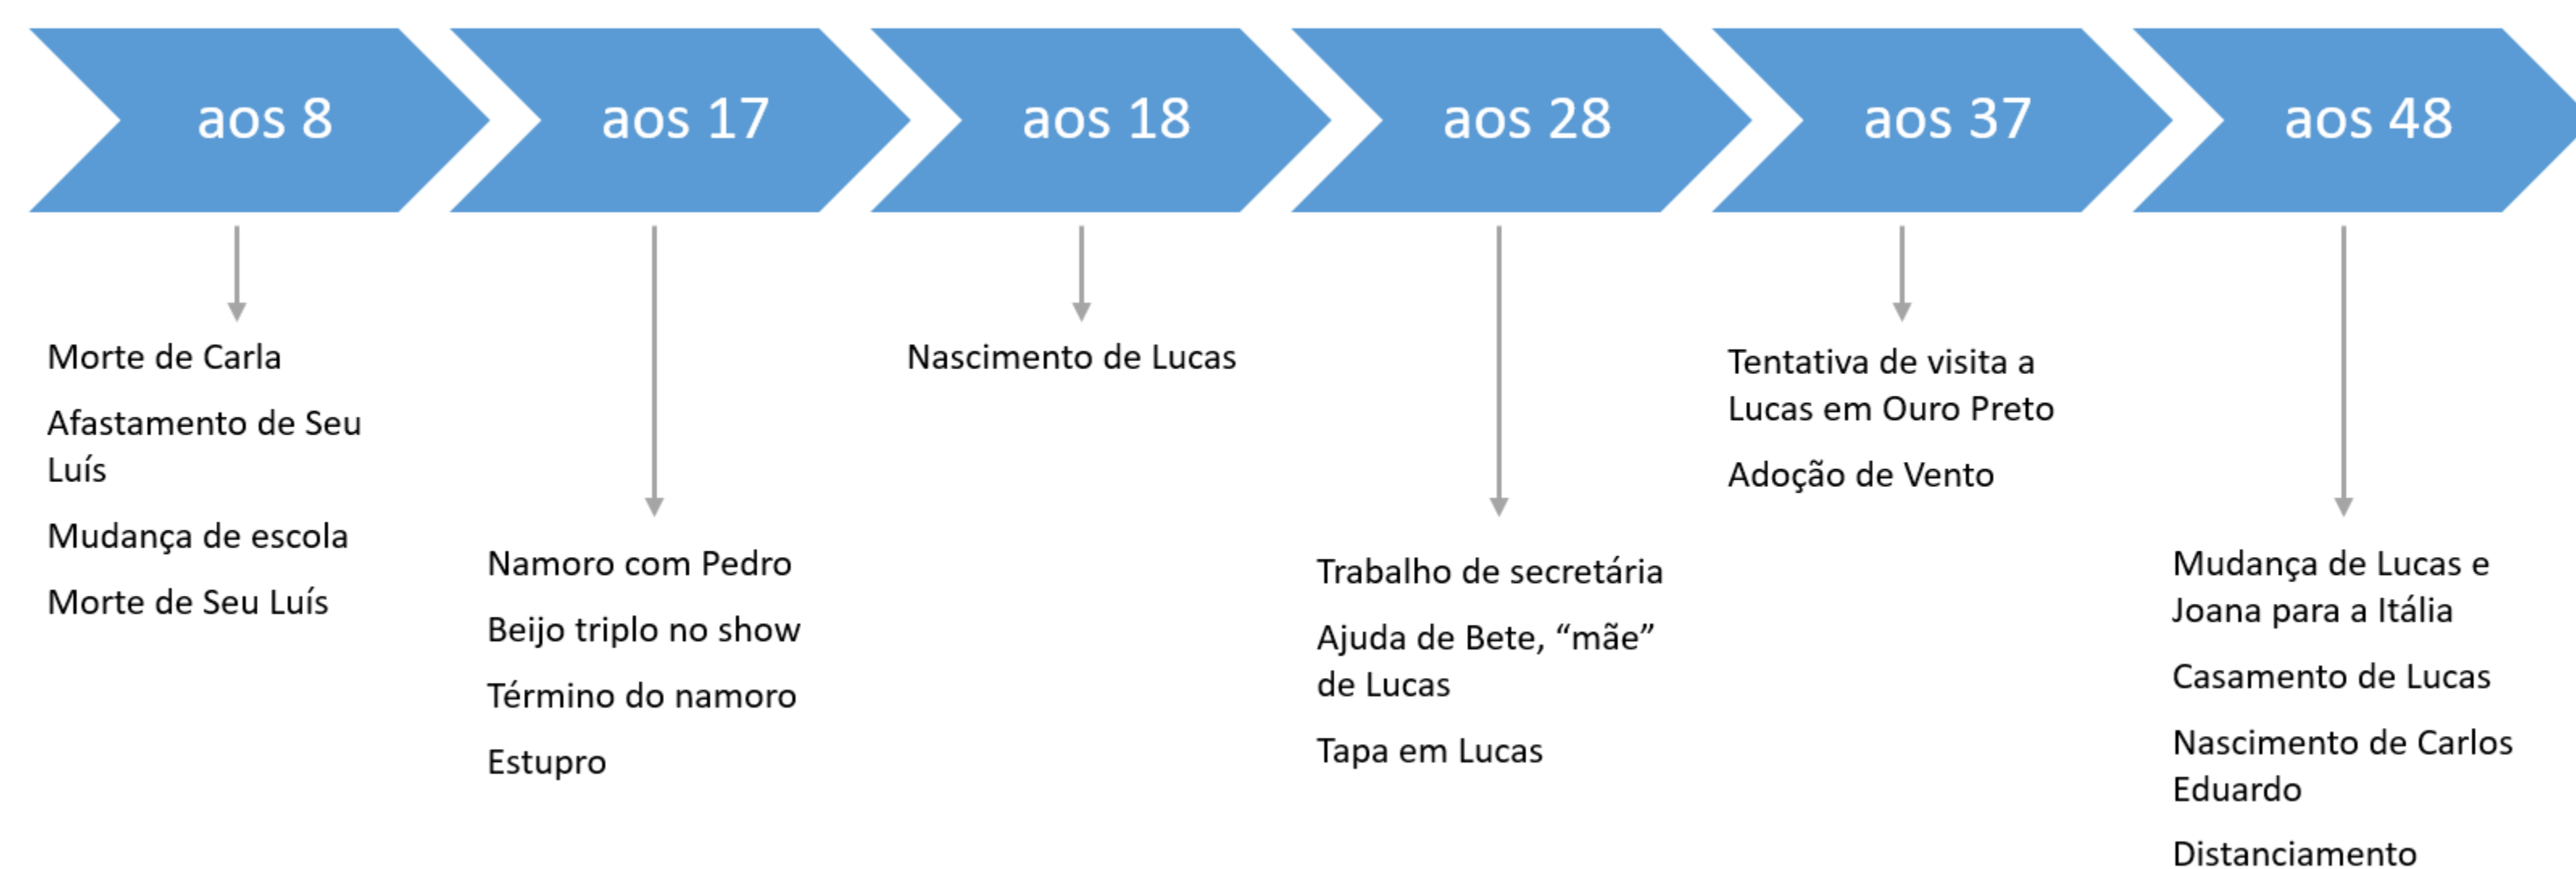 aos 8
aos 17
aos 18
aos 28
aos 37
aos 48
Morte de Carla
Afastamento de Seu
Luís
Mudança de escola
Morte de Seu Luís
Namoro com Pedro
Beijo triplo no show
Término do namoro
Estupro
Nascimento de Lucas
Trabalho de secretária
Ajuda de Bete, “mãe”
de Lucas
Tapa em Lucas
Tentativa de visita a
Lucas em Ouro Preto
Adoção de Vento
Mudança de Lucas e
Joana para a Itália
Casamento de Lucas
Nascimento de Carlos
Eduardo
Distanciamento